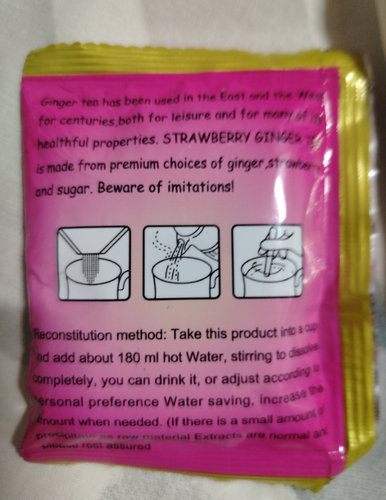 Ginger tea has been used in the East and the West
for centuries,both for leisure and for many of its
healthful properties. STRAWBERRY GINGER
is made from premium choices of ginger,strawberry
and sugar. Beware of imitations!
Reconstitution method: Take this product into a cup
and add about 180 ml hot Water, stirring to dissolve
completely, you can drink it, or adjust according to
personal preference Water saving, increase the
amount when needed. (If there is a small amount of
precipitate as raw material Extracts are normal and
please rest assured